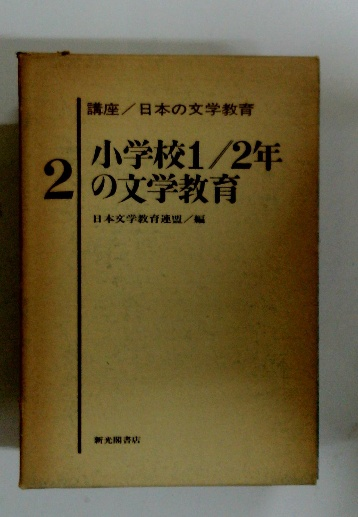 講座／日本の文学教育
2
小学校1／2年
の文学教育
日本文学教育連盟／編
新光閣書店